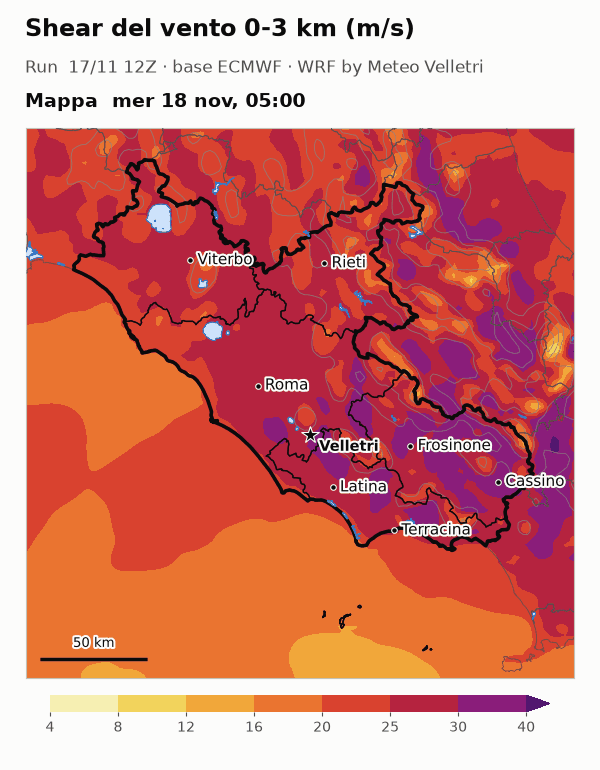 Shear del vento 0-3 km (m/s)
Run  17/11 12Z · base ECMWF · WRF by Meteo Velletri
Mappa  mer 18 nov, 05:00
Viterbo
Rieti
Roma
Velletri
Frosinone
Cassino
Latina
Terracina
50 km
4 8 12 16 20 25 30 40